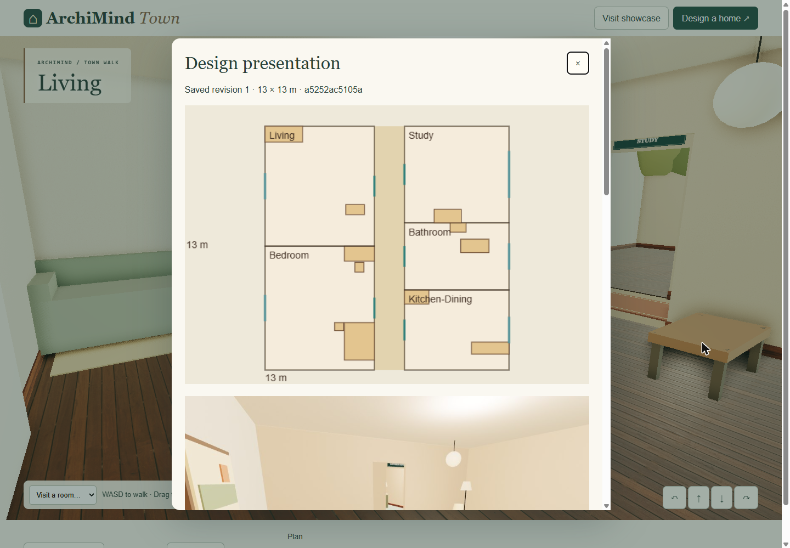 ArchiMind Town
Visit showcase
Design a home ↗
ARCHIMIND / TOWN WALK
Living
Design presentation
×
Saved revision 1 · 13 × 13 m · a5252ac5105a
Living
Study
STUDY
Bathroom
13 m
Bedroom
Kitchen-Dining
13 m
Visit a room...
WASD to walk · Drag
Plan